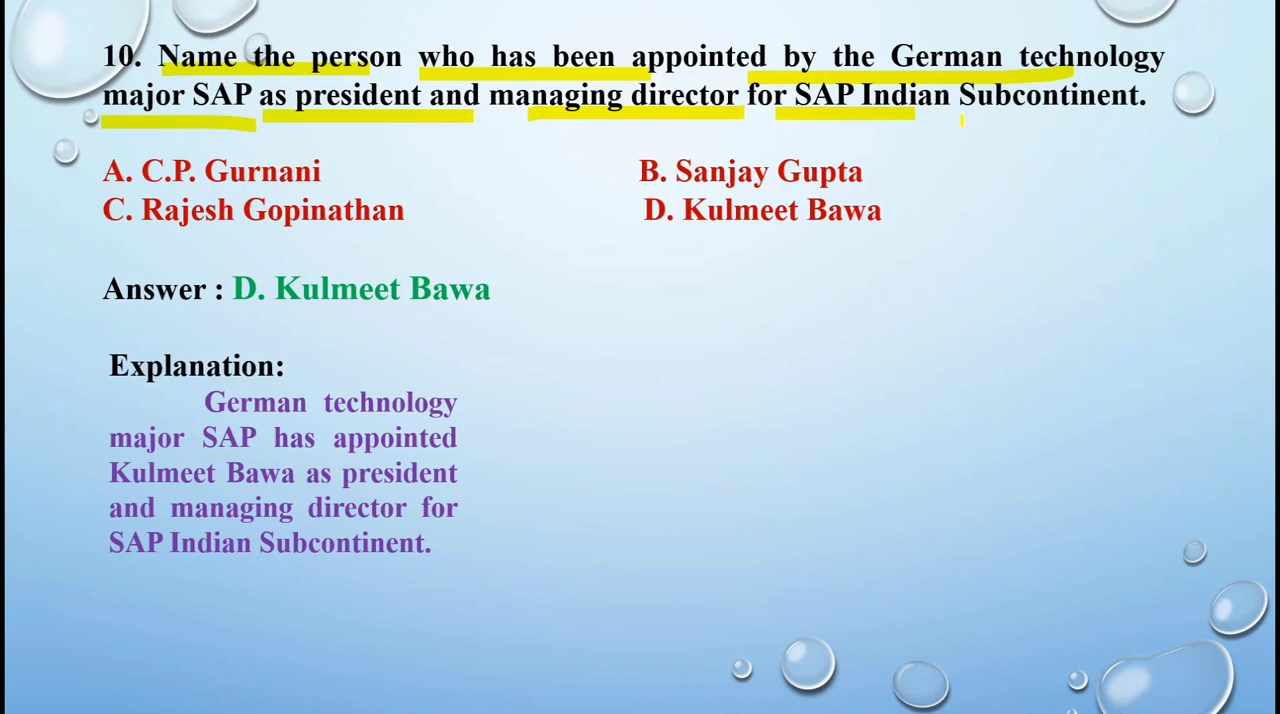 10. Name the person who has been appointed by the German technology
major SAP as president and managing director for SAP Indian Subcontinent.
A. C.P. Gurnani B. Sanjay Gupta
C. Rajesh Gopinathan D. Kulmeet Bawa
Answer : D. Kulmeet Bawa
Explanation:
German technology
major SAP has appointed
Kulmeet Bawa as president
and managing director for
SAP Indian Subcontinent.